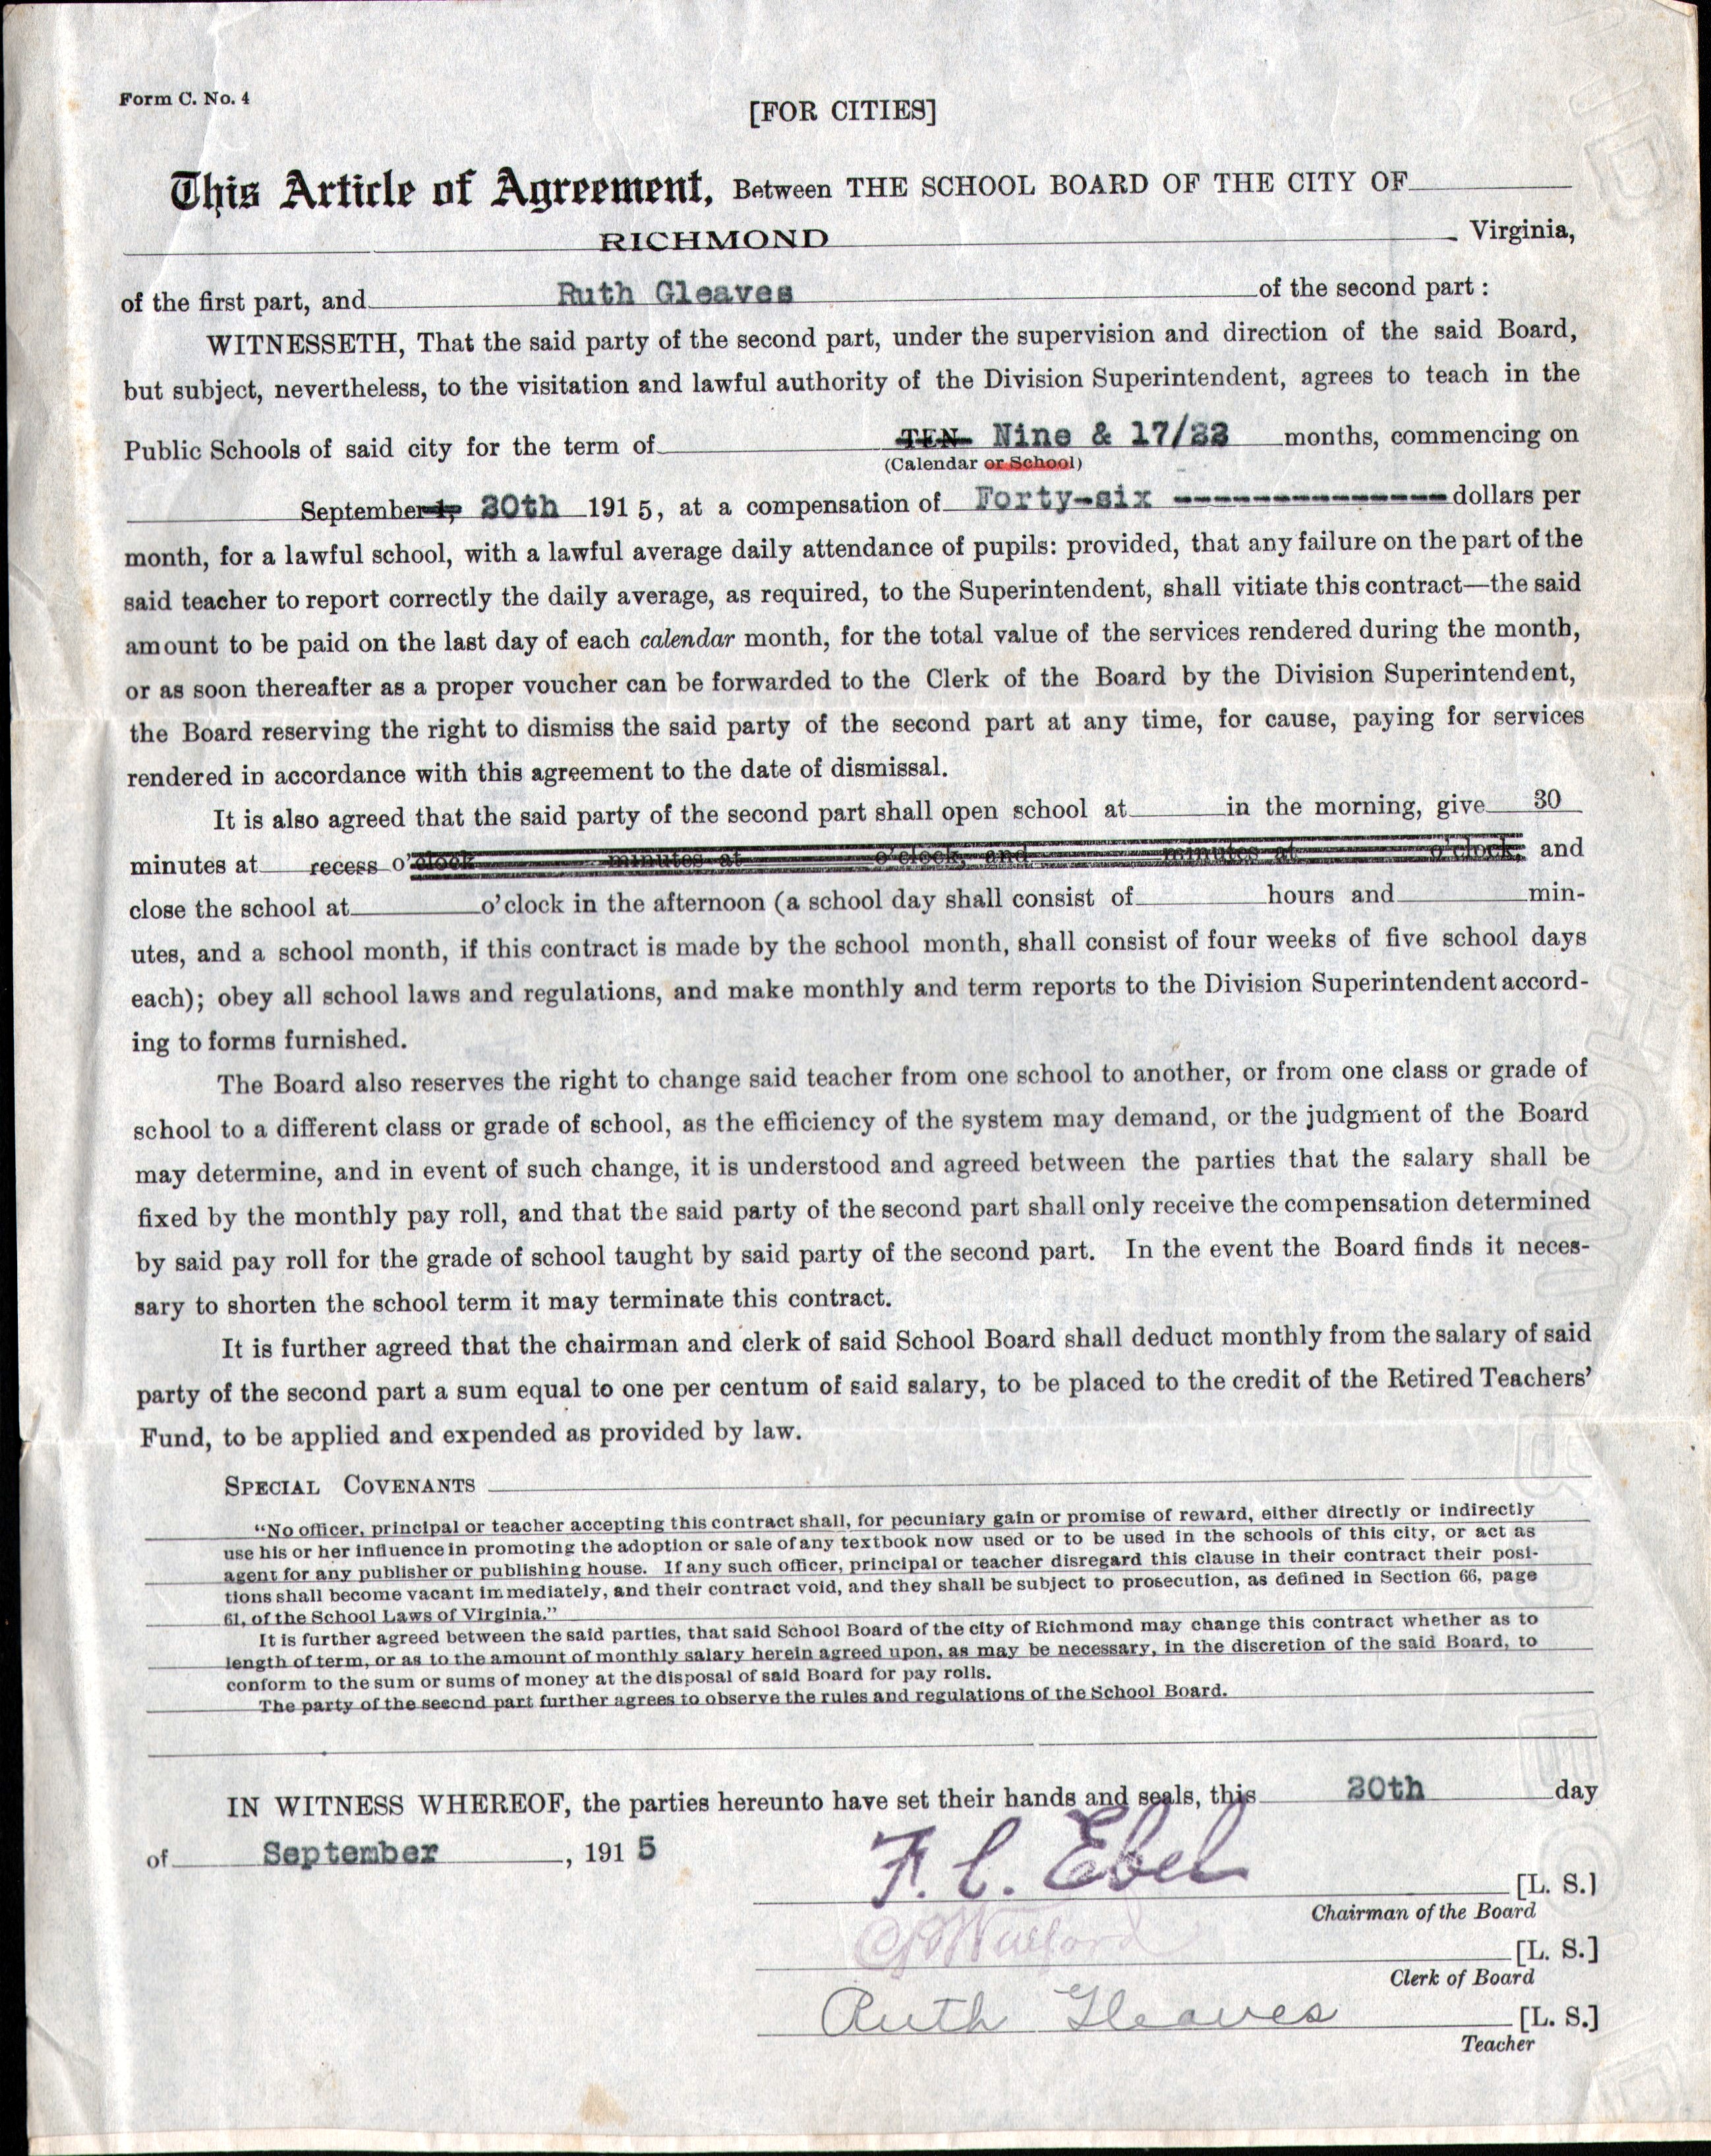 Form C. No. 4
[FOR CITIES]
This Article of Agreement, Between THE SCHOOL BOARD OF THE CITY OF
RICHMOND Virginia,
of the first part, and Ruth Gleaves of the second part :
WITNESSETH, That the said party of the second part, under the supervision and direction of the said Board,
but subject, nevertheless, to the visitation and lawful authority of the Division Superintendent, agrees to teach in the
Public Schools of said city for the term of TEN Nine & 17/22 months, commencing on
(Calendar or School)
September 1, 20th 191 5, at a compensation of Forty-six --------------- dollars per
month, for a lawful school, with a lawful average daily attendance of pupils: provided, that any failure on the part of the
said teacher to report correctly the daily average, as required, to the Superintendent, shall vitiate this contract—the said
amount to be paid on the last day of each calendar month, for the total value of the services rendered during the month,
or as soon thereafter as a proper voucher can be forwarded to the Clerk of the Board by the Division Superintendent,
the Board reserving the right to dismiss the said party of the second part at any time, for cause, paying for services
rendered in accordance with this agreement to the date of dismissal.
It is also agreed that the said party of the second part shall open school at in the morning, give 30
minutes at recess o'clock minutes at o'clock, and minutes at o'clock, and
close the school at o'clock in the afternoon (a school day shall consist of hours and min-
utes, and a school month, if this contract is made by the school month, shall consist of four weeks of five school days
each); obey all school laws and regulations, and make monthly and term reports to the Division Superintendent accord-
ing to forms furnished.
The Board also reserves the right to change said teacher from one school to another, or from one class or grade of
school to a different class or grade of school, as the efficiency of the system may demand, or the judgment of the Board
may determine, and in event of such change, it is understood and agreed between the parties that the salary shall be
fixed by the monthly pay roll, and that the said party of the second part shall only receive the compensation determined
by said pay roll for the grade of school taught by said party of the second part. In the event the Board finds it neces-
sary to shorten the school term it may terminate this contract.
It is further agreed that the chairman and clerk of said School Board shall deduct monthly from the salary of said
party of the second part a sum equal to one per centum of said salary, to be placed to the credit of the Retired Teachers'
Fund, to be applied and expended as provided by law.
SPECIAL COVENANTS
"No officer, principal or teacher accepting this contract shall, for pecuniary gain or promise of reward, either directly or indirectly
use his or her influence in promoting the adoption or sale of any textbook now used or to be used in the schools of this city, or act as
agent for any publisher or publishing house. If any such officer, principal or teacher disregard this clause in their contract their posi-
tions shall become vacant immediately, and their contract void, and they shall be subject to prosecution, as defined in Section 66, page
61, of the School Laws of Virginia."
It is further agreed between the said parties, that said School Board of the city of Richmond may change this contract whether as to
length of term, or as to the amount of monthly salary herein agreed upon, as may be necessary, in the discretion of the said Board, to
conform to the sum or sums of money at the disposal of said Board for pay rolls.
The party of the second part further agrees to observe the rules and regulations of the School Board.
IN WITNESS WHEREOF, the parties hereunto have set their hands and seals, this 20th day
of September, 191 5
F. C. Ebel [L. S.]
Chairman of the Board
[L. S.]
Clerk of Board
Ruth Gleaves [L. S.]
Teacher